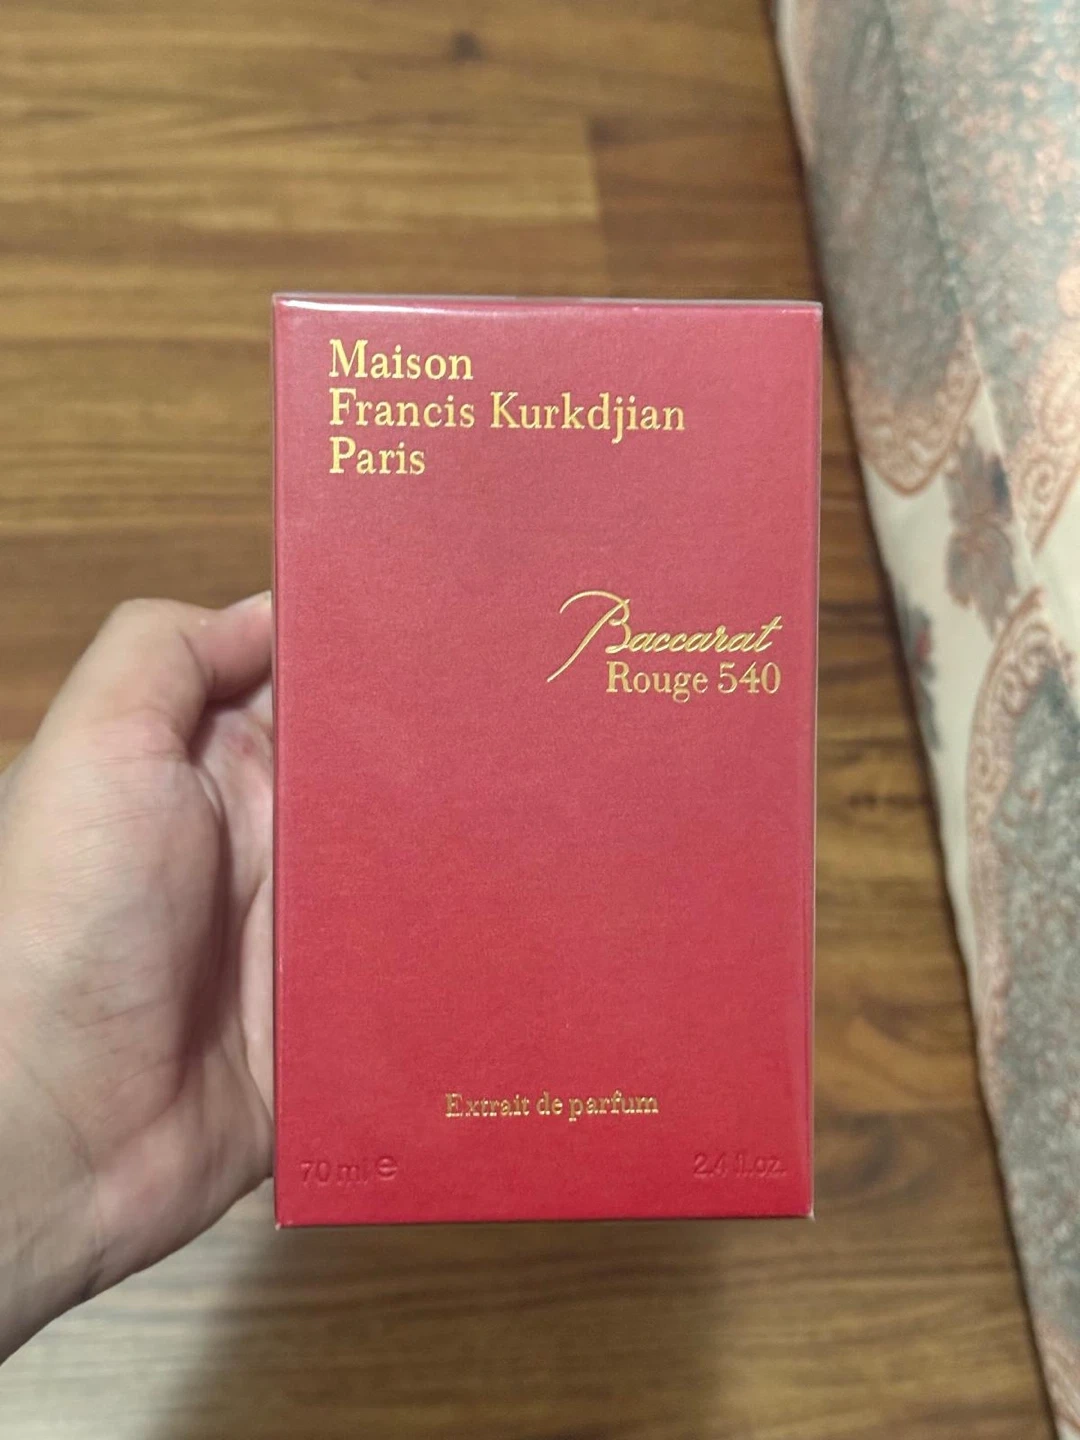 Maison
Francis Kurkdjian
Paris
Baccarat
Rouge 540
Extrait de parfum
70 ml ℮ 2.4 fl.oz.